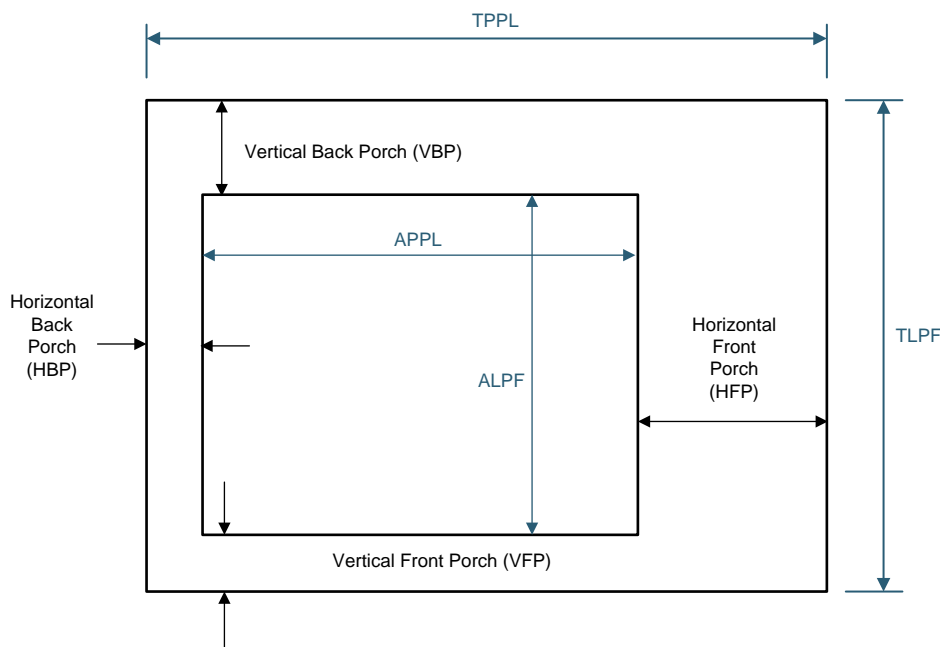 TPPL
Vertical Back Porch (VBP)
APPL
Horizontal
Back
Porch
(HBP)
Horizontal
Front
Porch
(HFP)
TLPF
ALPF
Vertical Front Porch (VFP)